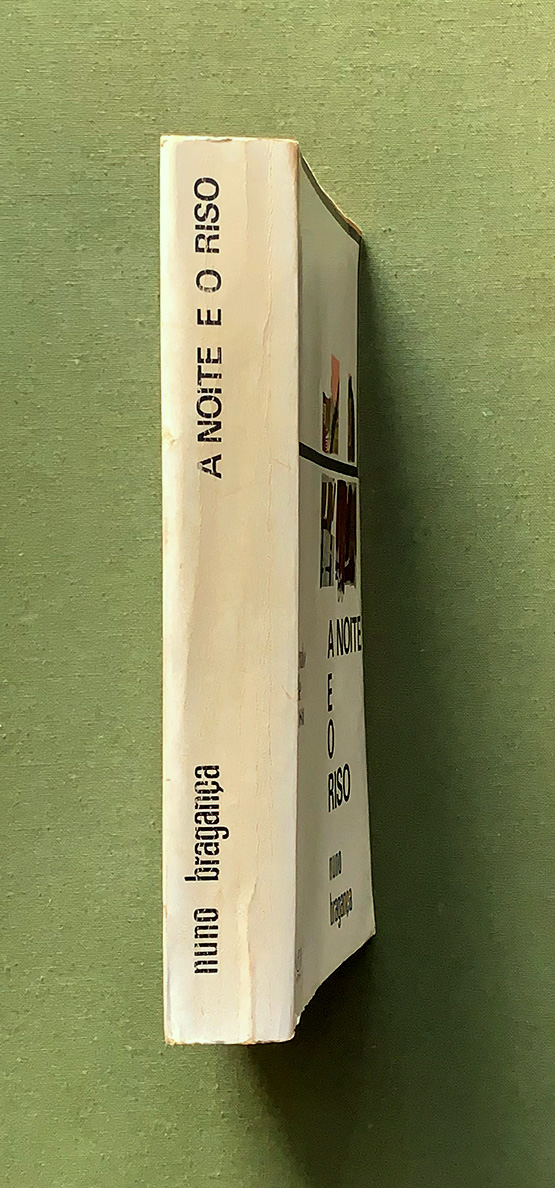 nuno bragança
A NOITE E O RISO
A NOITE
E
O
RISO
nuno
bragança